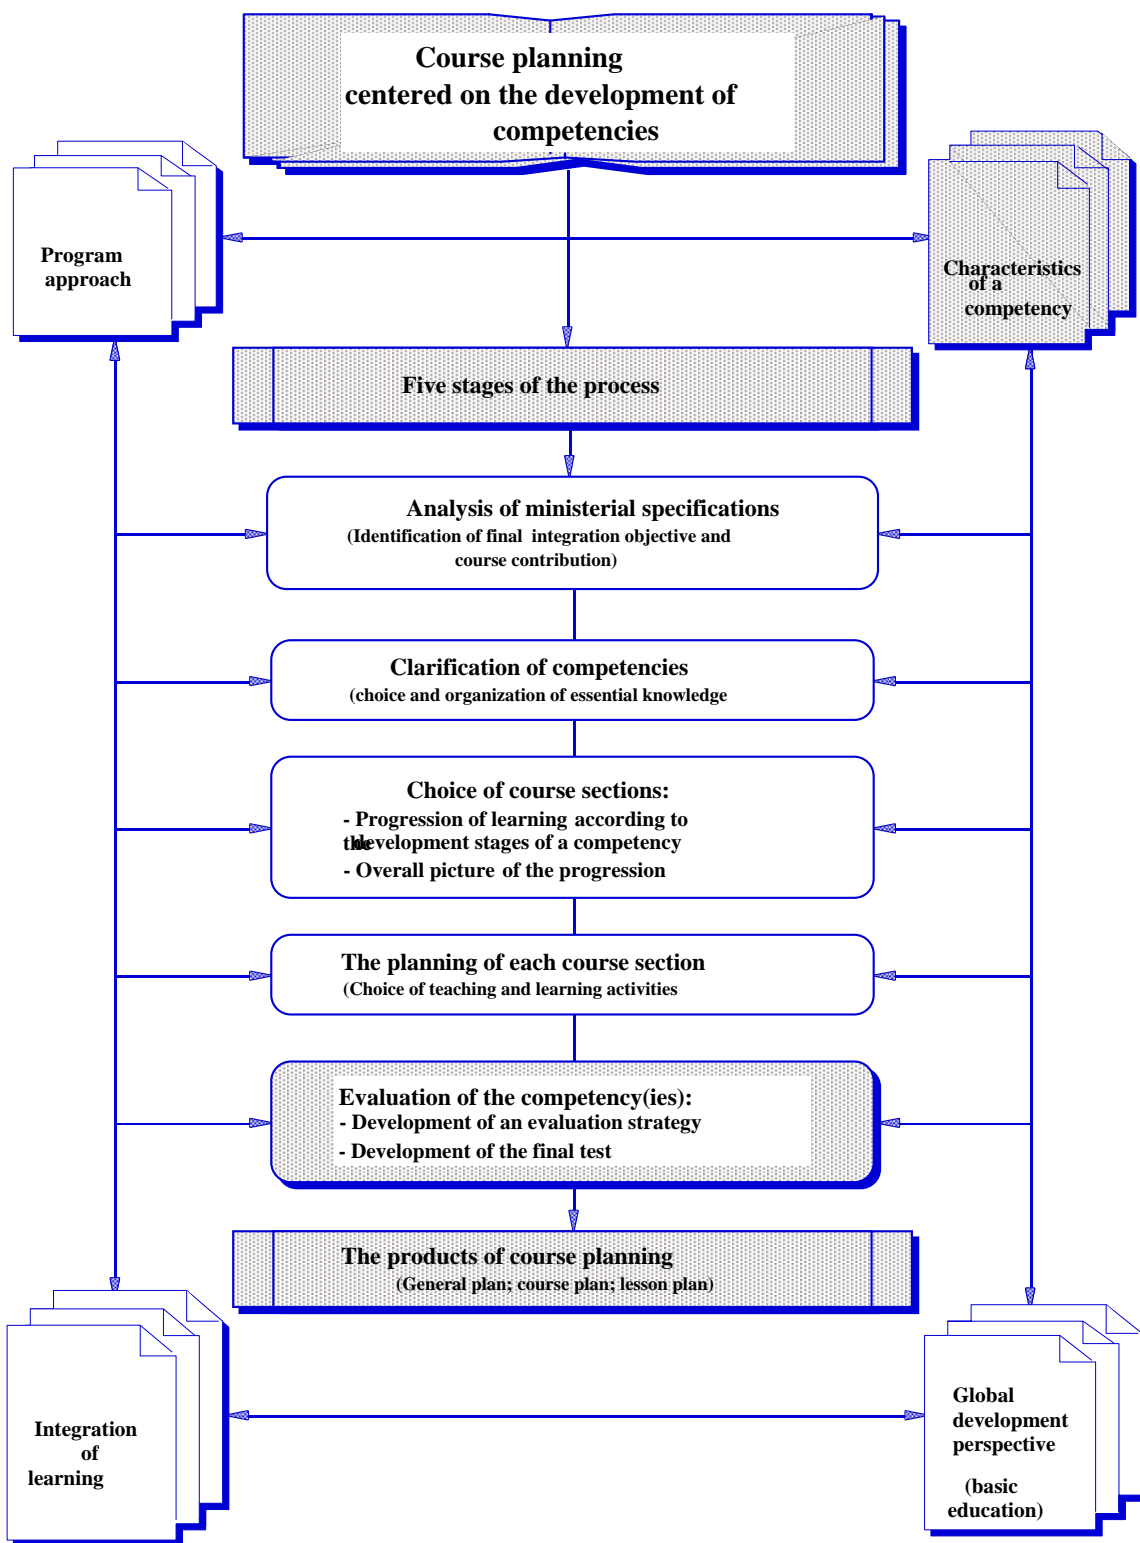 Course planning
centered on the development of
competencies
Program
approach
Characteristics
of a
competency
Five stages of the process
Analysis of ministerial specifications
(Identification of final integration objective and
course contribution)
Clarification of competencies
(choice and organization of essential knowledge
Choice of course sections:
- Progression of learning according to
the
development stages of a competency
- Overall picture of the progression
The planning of each course section
(Choice of teaching and learning activities
Evaluation of the competency(ies):
- Development of an evaluation strategy
- Development of the final test
The products of course planning
(General plan; course plan; lesson plan)
Integration
of
learning
Global
development
perspective
(basic
education)